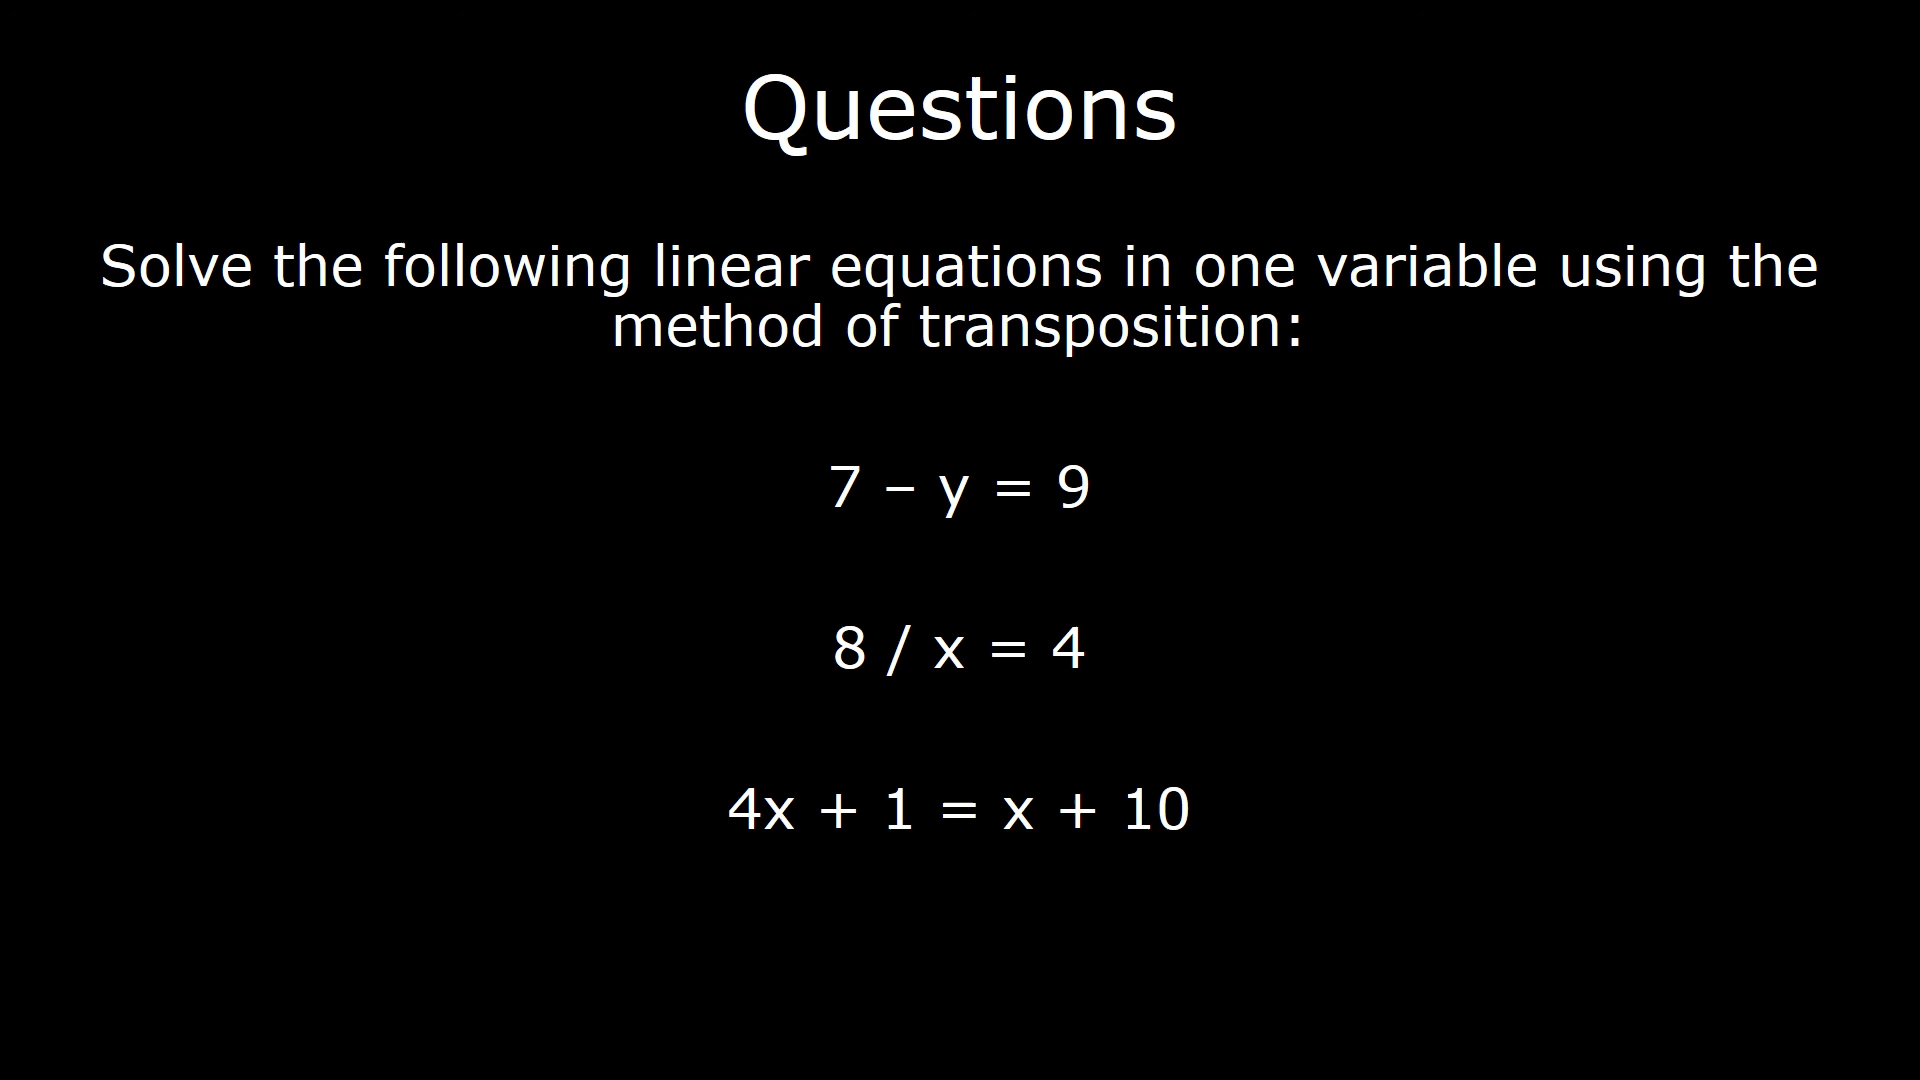 Questions
Solve the following linear equations in one variable using the
method of transposition:
7 – y = 9
8 / x = 4
4x + 1 = x + 10